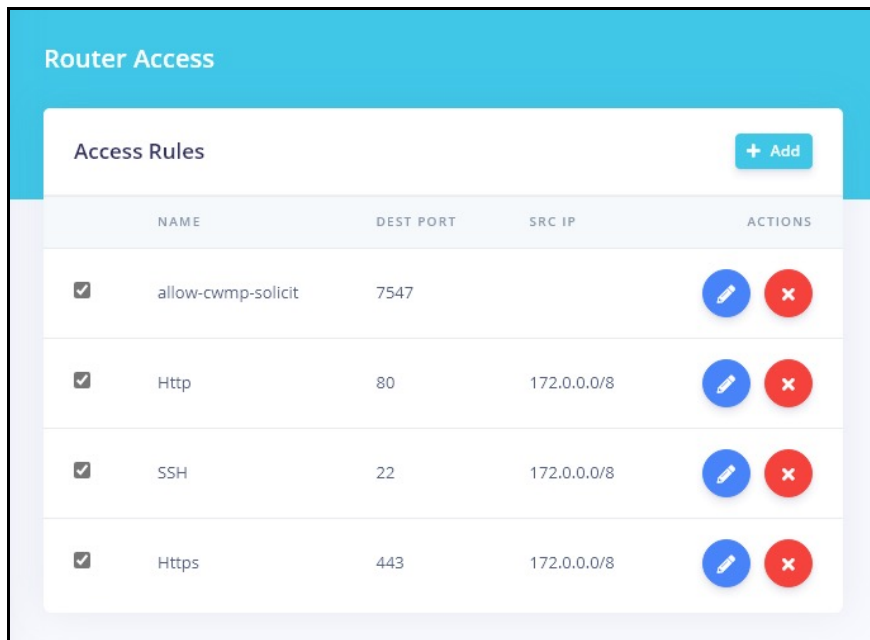 Router Access
Access Rules
+ Add
NAME DEST PORT SRC IP ACTIONS
allow-cwmp-solicit 7547
Http 80 172.0.0.0/8
SSH 22 172.0.0.0/8
Https 443 172.0.0.0/8